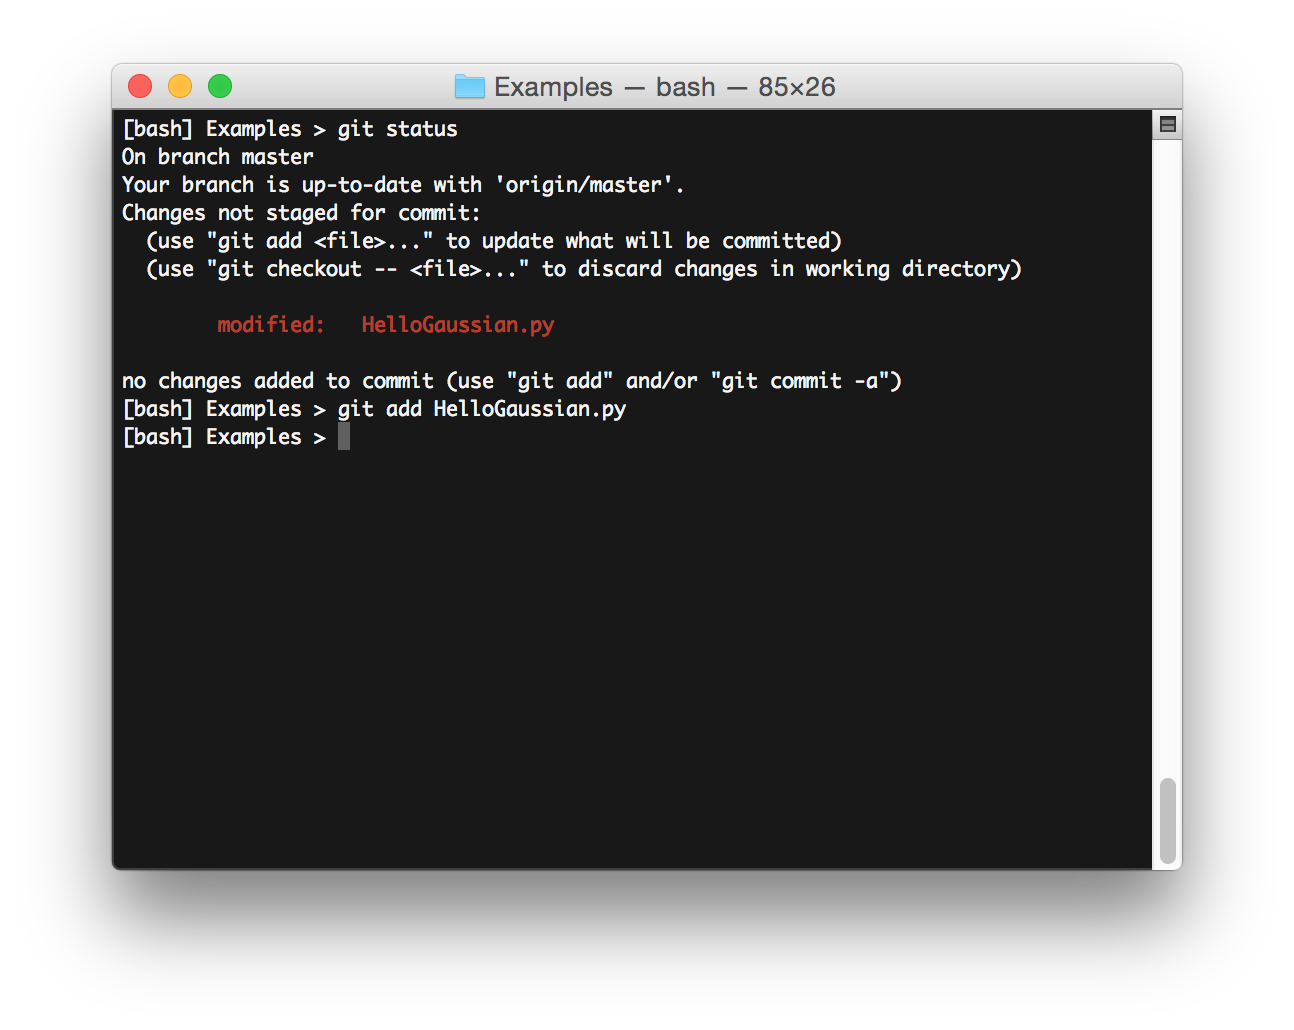 Examples — bash — 85×26
[bash] Examples > git status
On branch master
Your branch is up-to-date with 'origin/master'.
Changes not staged for commit:
  (use "git add <file>..." to update what will be committed)
  (use "git checkout -- <file>..." to discard changes in working directory)
        modified:   HelloGaussian.py
no changes added to commit (use "git add" and/or "git commit -a")
[bash] Examples > git add HelloGaussian.py
[bash] Examples >